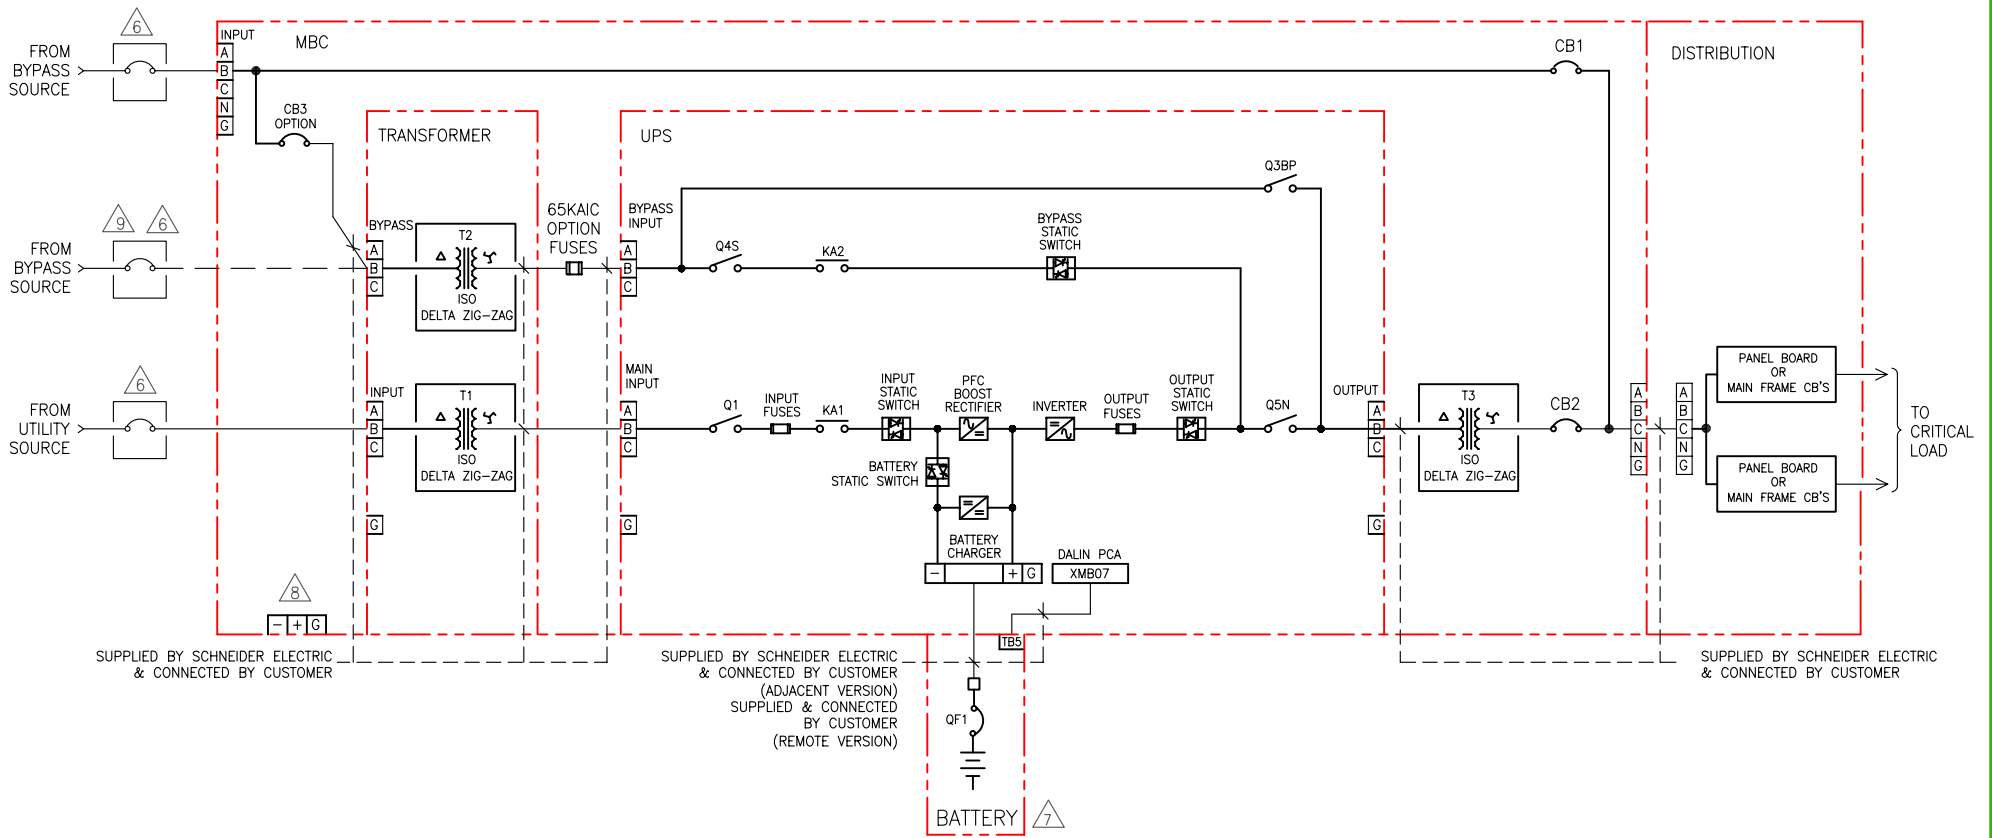 6
FROM
BYPASS
SOURCE
INPUT
A
B
C
N
G
MBC
CB1
DISTRIBUTION
CB3
OPTION
TRANSFORMER
UPS
Q3BP
9
6
FROM
BYPASS
SOURCE
BYPASS
A
B
C
T2
ISO
DELTA ZIG-ZAG
65KAIC
OPTION
FUSES
BYPASS
INPUT
A
B
C
Q4S
KA2
BYPASS
STATIC
SWITCH
6
FROM
UTILITY
SOURCE
INPUT
A
B
C
T1
ISO
DELTA ZIG-ZAG
MAIN
INPUT
A
B
C
Q1
INPUT
FUSES
KA1
INPUT
STATIC
SWITCH
PFC
BOOST
RECTIFIER
INVERTER
OUTPUT
FUSES
OUTPUT
STATIC
SWITCH
Q5N
OUTPUT
A
B
C
T3
ISO
DELTA ZIG-ZAG
CB2
A
B
C
N
G
A
B
C
N
G
PANEL BOARD
OR
MAIN FRAME CB'S
PANEL BOARD
OR
MAIN FRAME CB'S
TO
CRITICAL
LOAD
BATTERY
STATIC SWITCH
G
G
G
BATTERY
CHARGER
- + G
DALIN PCA
XMB07
8
- + G
TB5
SUPPLIED BY SCHNEIDER ELECTRIC
& CONNECTED BY CUSTOMER
SUPPLIED BY SCHNEIDER ELECTRIC
& CONNECTED BY CUSTOMER
(ADJACENT VERSION)
SUPPLIED & CONNECTED
BY CUSTOMER
(REMOTE VERSION)
SUPPLIED BY SCHNEIDER ELECTRIC
& CONNECTED BY CUSTOMER
QF1
BATTERY
7